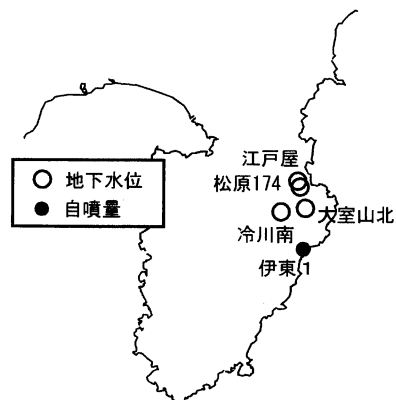 江戸屋
松原174
地下水位
自噴量
大室山北
冷川南
伊東1